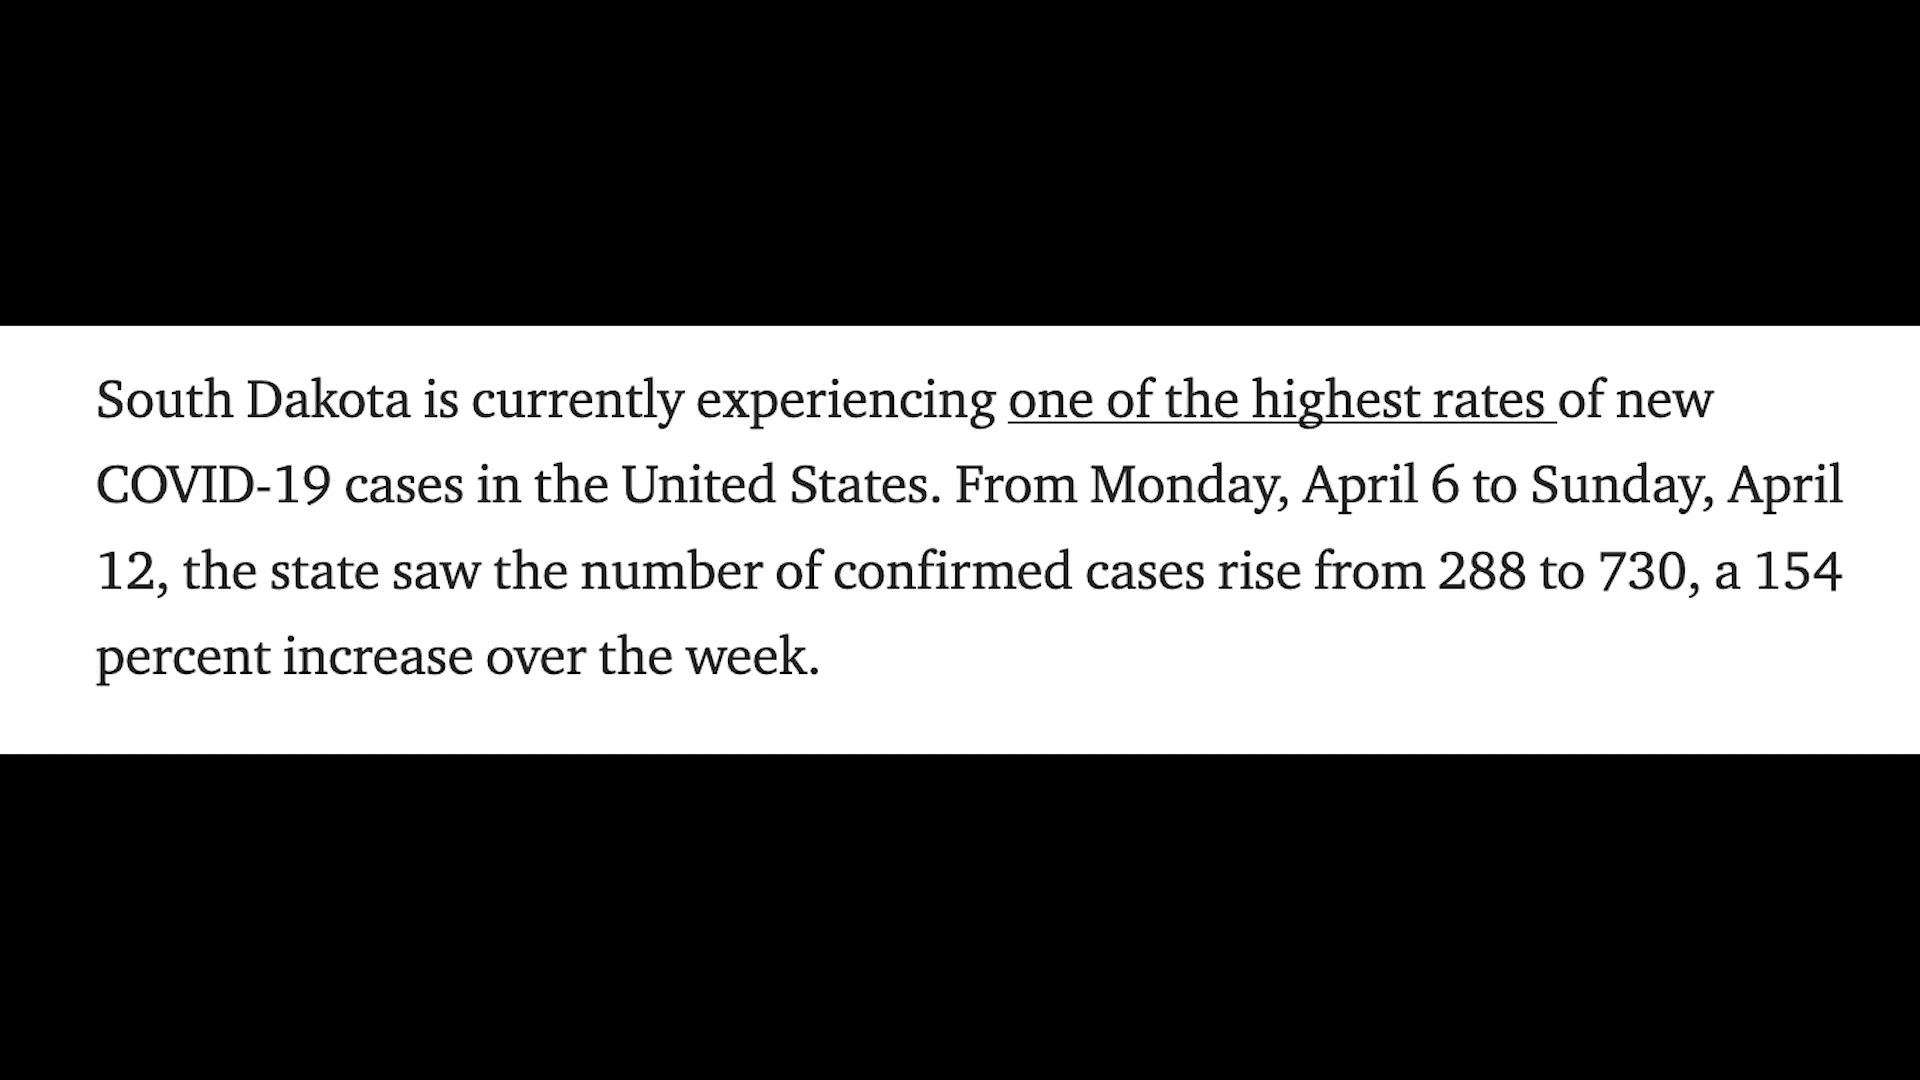 South Dakota is currently experiencing one of the highest rates of new
COVID-19 cases in the United States. From Monday, April 6 to Sunday, April
12, the state saw the number of confirmed cases rise from 288 to 730, a 154
percent increase over the week.